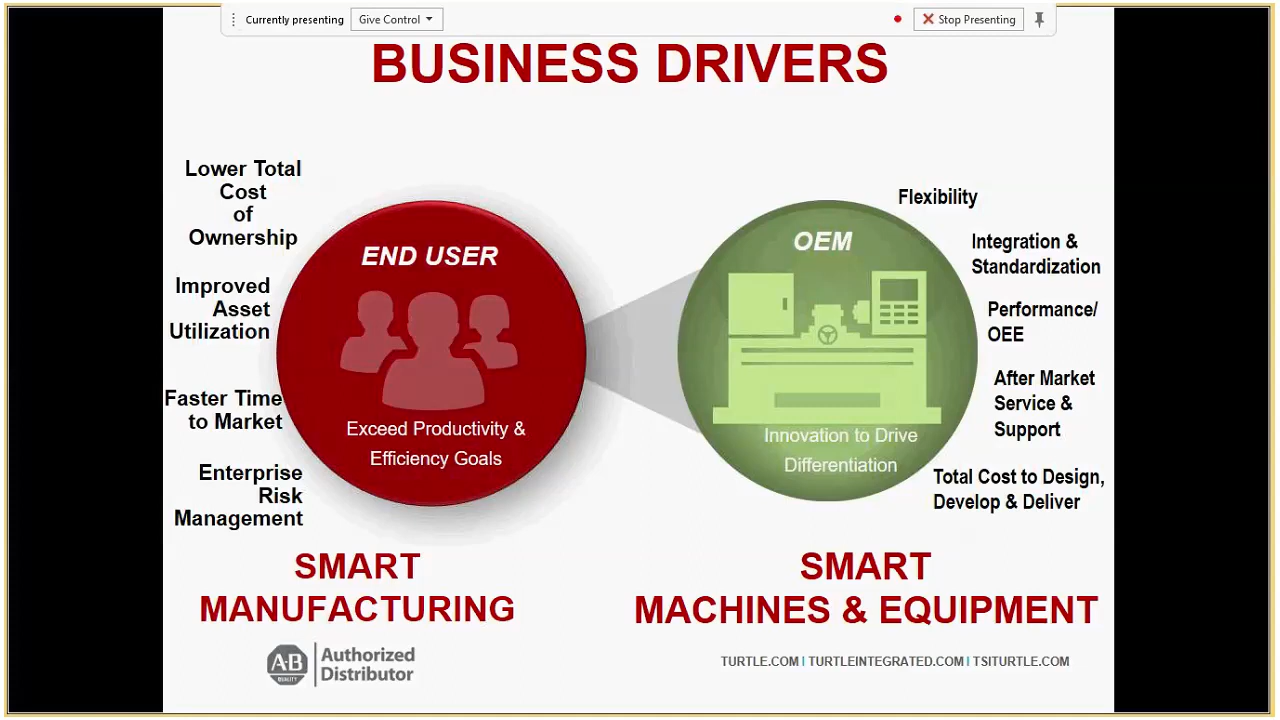 Currently presenting
Give Control
Stop Presenting
BUSINESS DRIVERS
Lower Total
Cost
of
Ownership
Improved
Asset
Utilization
Faster Time
to Market
Enterprise
Risk
Management
END USER
Exceed Productivity &
Efficiency Goals
OEM
Innovation to Drive
Differentiation
Flexibility
Integration &
Standardization
Performance/
OEE
After Market
Service &
Support
Total Cost to Design,
Develop & Deliver
SMART
MANUFACTURING
SMART
MACHINES & EQUIPMENT
A-B
QUALITY
Authorized
Distributor
TURTLE.COM I TURTLEINTEGRATED.COM I TSITURTLE.COM